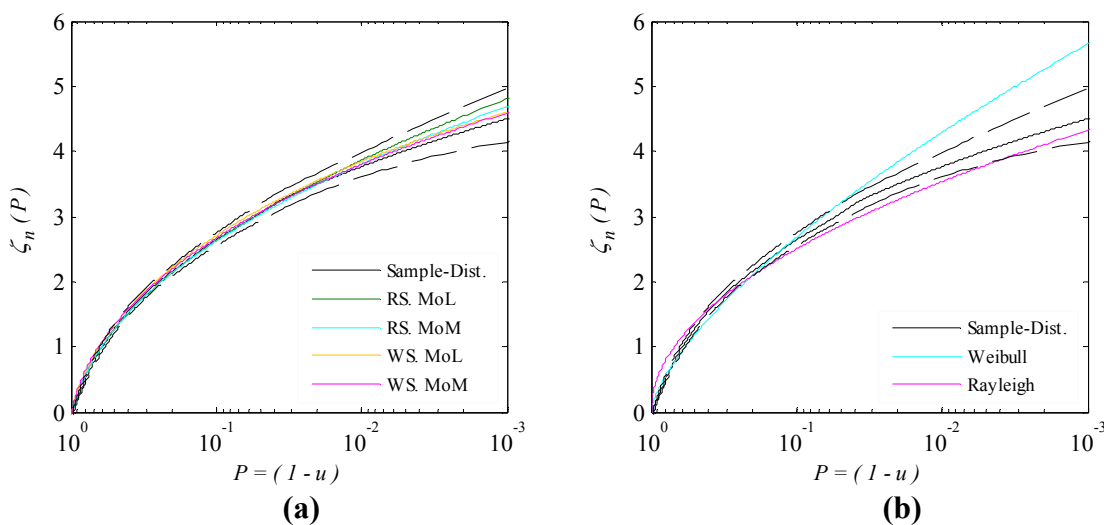 6
5
4
3
2
1
0
ζn (P)
10^0
10^-1
10^-2
10^-3
P = ( 1 - u )
Sample-Dist.
RS. MoL
RS. MoM
WS. MoL
WS. MoM
(a)
6
5
4
3
2
1
0
ζn (P)
10^0
10^-1
10^-2
10^-3
P = ( 1 - u )
Sample-Dist.
Weibull
Rayleigh
(b)